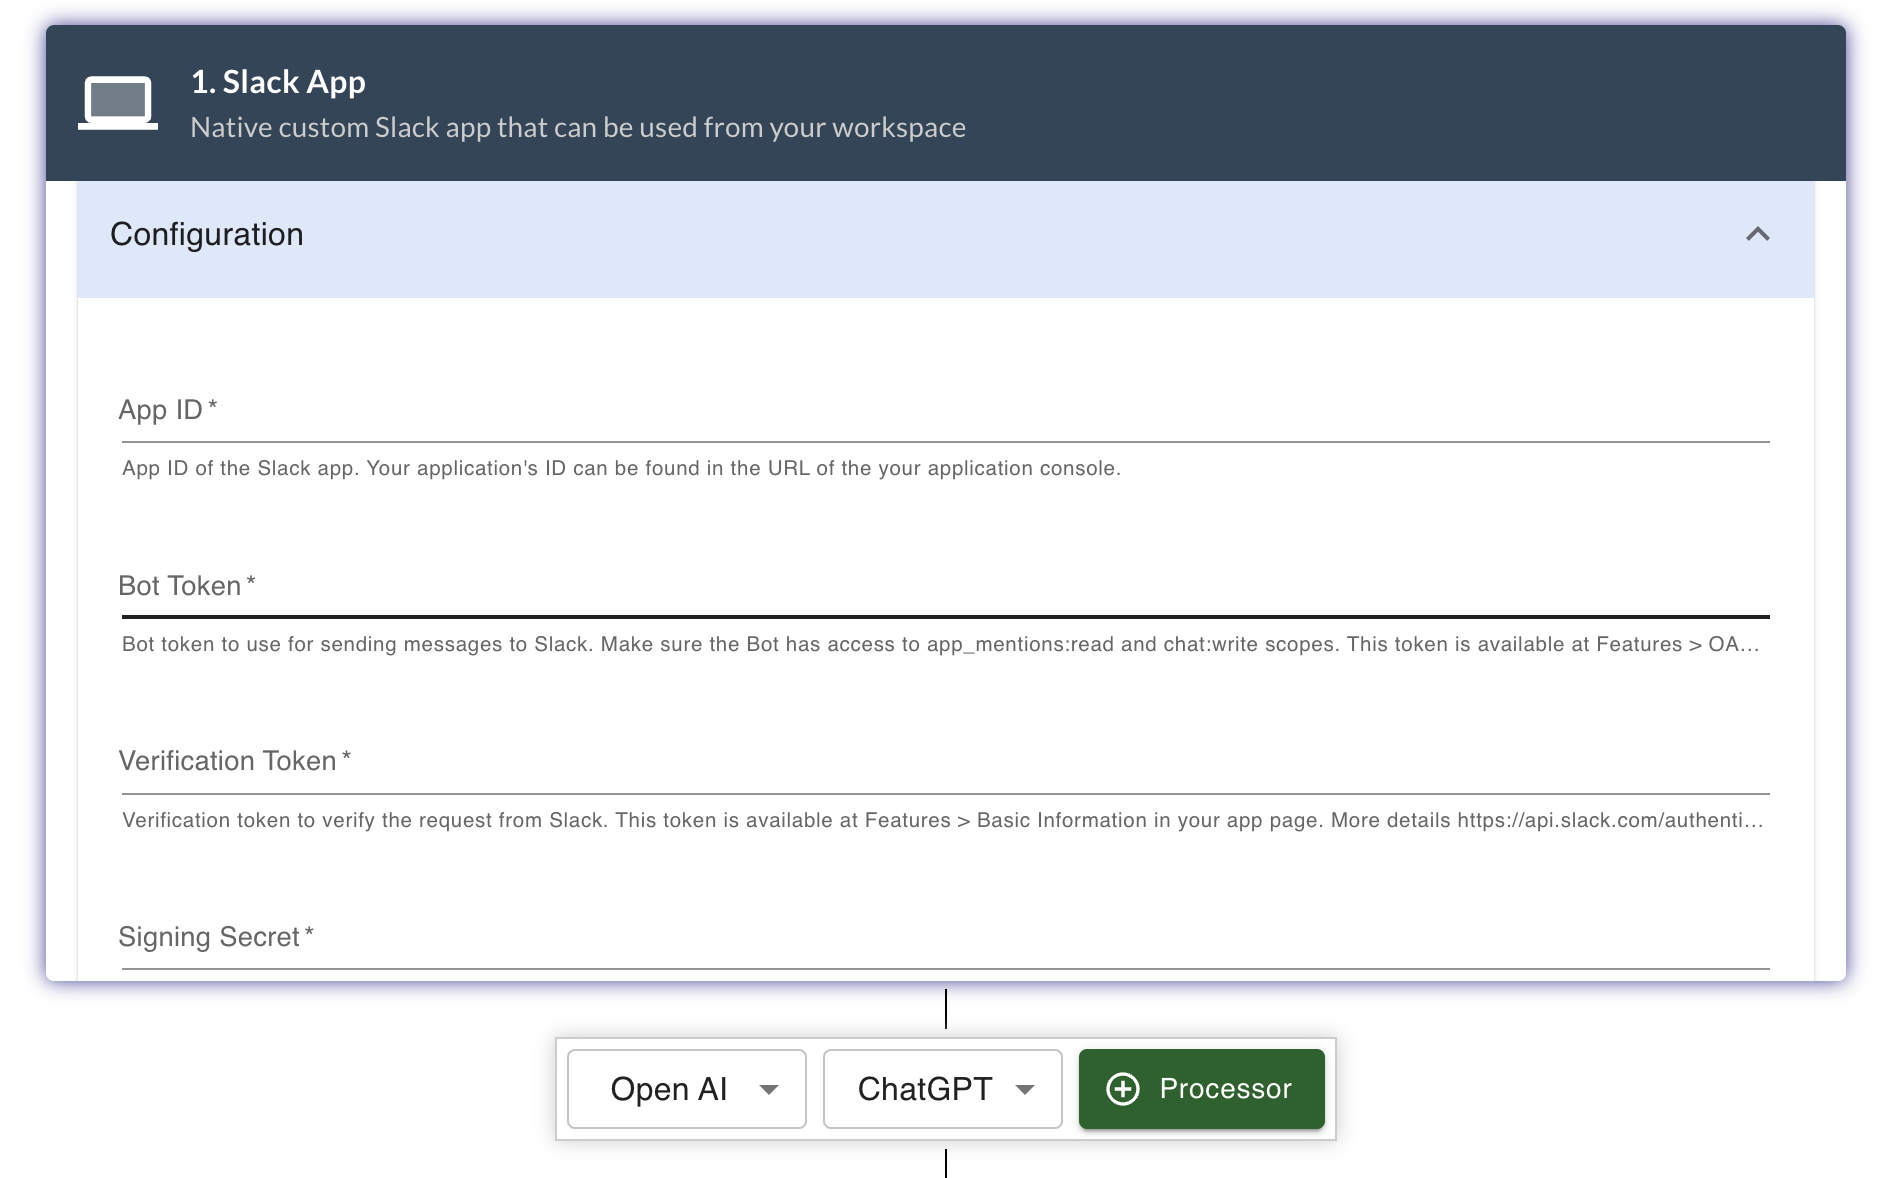 1. Slack App
Native custom Slack app that can be used from your workspace
Configuration
App ID *
App ID of the Slack app. Your application's ID can be found in the URL of the your application console.
Bot Token *
Bot token to use for sending messages to Slack. Make sure the Bot has access to app_mentions:read and chat:write scopes. This token is available at Features > OA...
Verification Token *
Verification token to verify the request from Slack. This token is available at Features > Basic Information in your app page. More details https://api.slack.com/authenti...
Signing Secret *
Open AI ChatGPT Processor